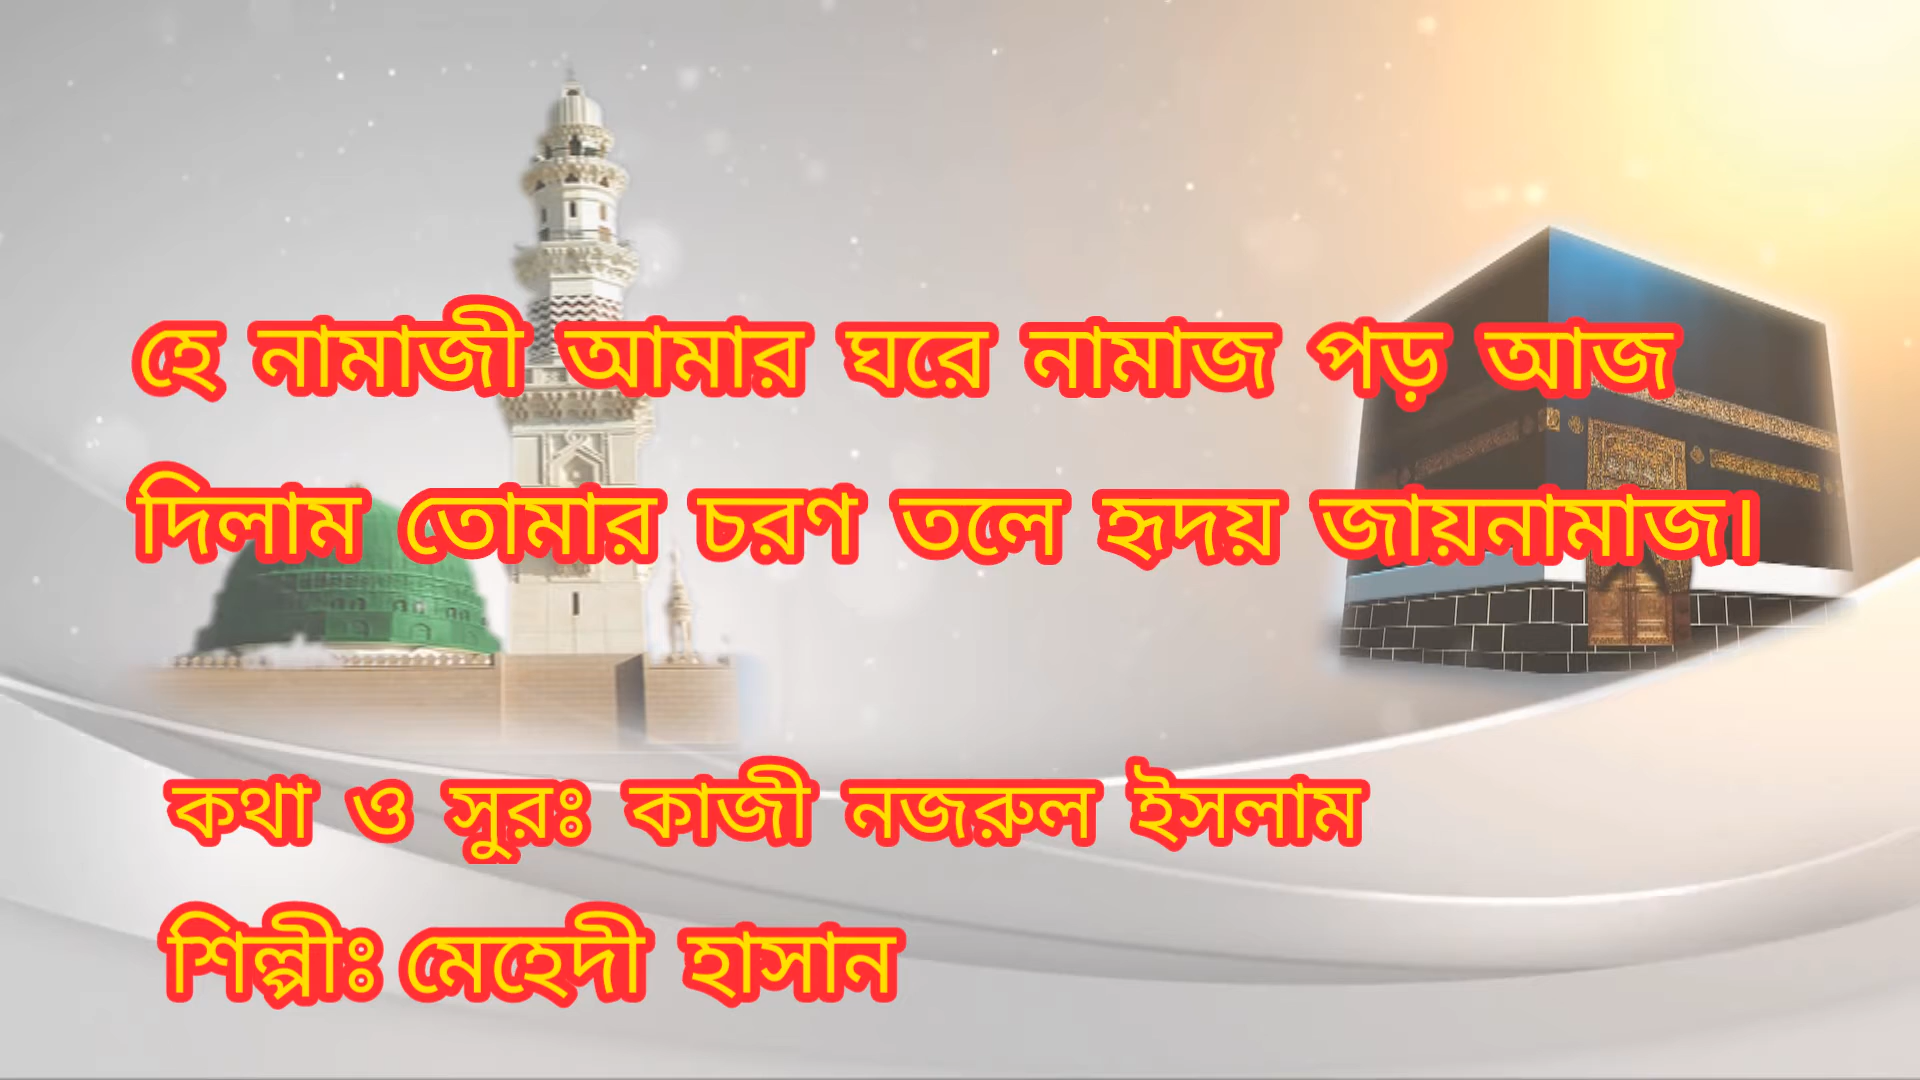 হে নামাজী আমার ঘরে নামাজ পড় আজ
দিলাম তোমার চরণ তলে হৃদয় জায়নামাজ।
কথা ও সুরঃ কাজী নজরুল ইসলাম
শিল্পীঃ মেহেদী হাসান